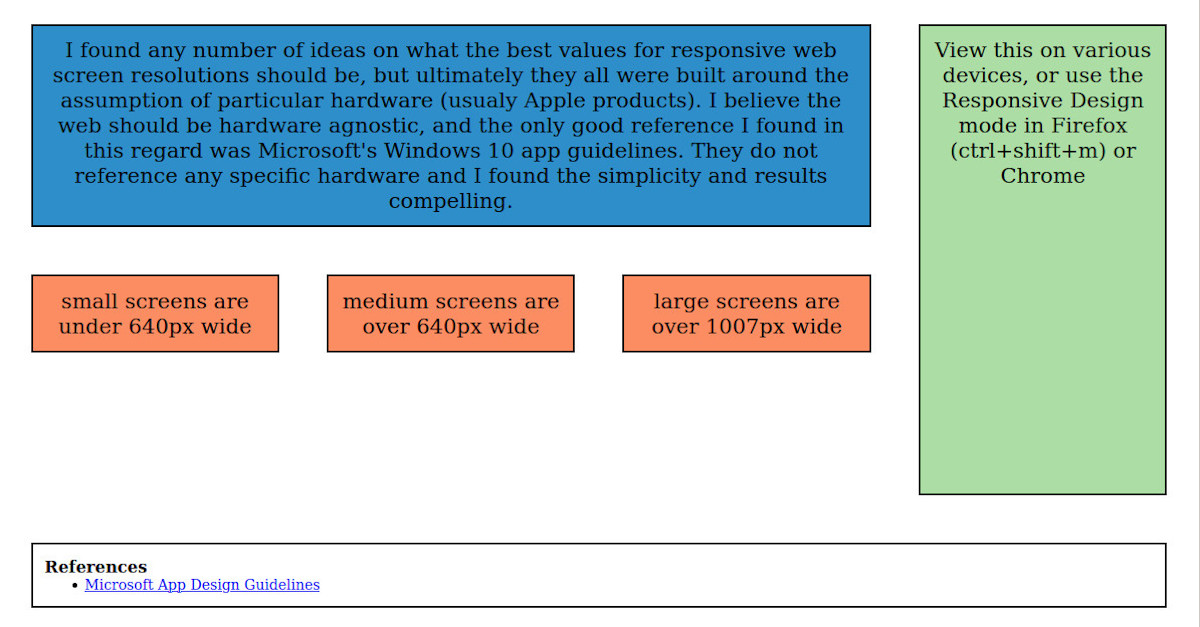 I found any number of ideas on what the best values for responsive web
screen resolutions should be, but ultimately they all were built around the
assumption of particular hardware (usualy Apple products). I believe the
web should be hardware agnostic, and the only good reference I found in
this regard was Microsoft's Windows 10 app guidelines. They do not
reference any specific hardware and I found the simplicity and results
compelling.
View this on various
devices, or use the
Responsive Design
mode in Firefox
(ctrl+shift+m) or
Chrome
small screens are
under 640px wide
medium screens are
over 640px wide
large screens are
over 1007px wide
References
• Microsoft App Design Guidelines